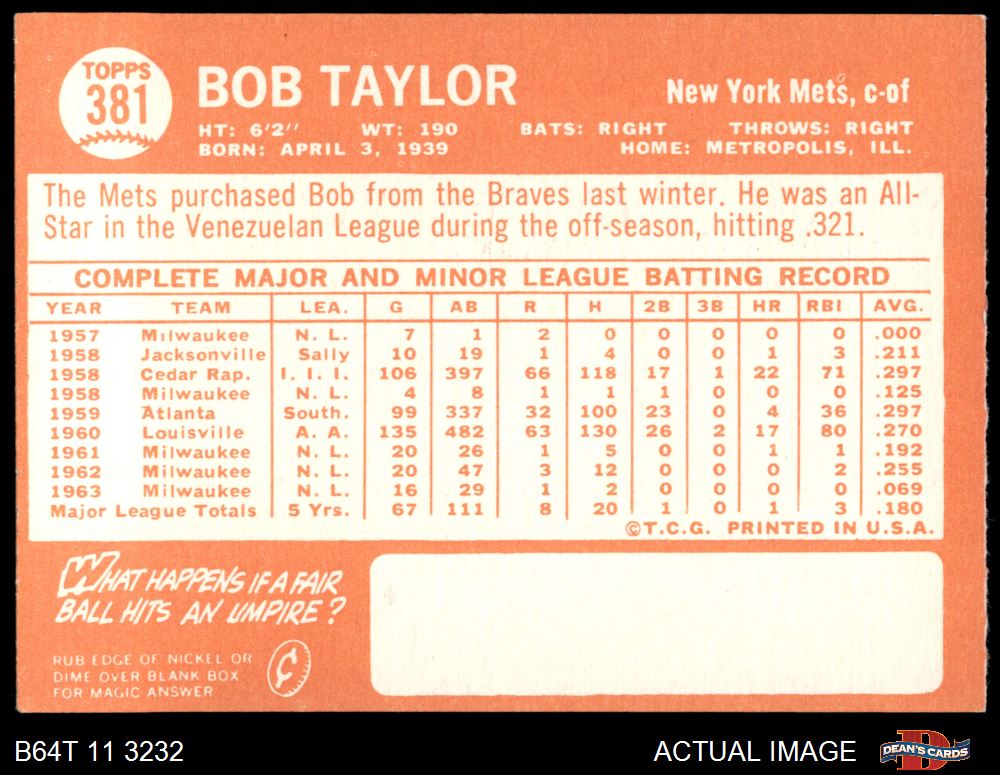 TOPPS
381
BOB TAYLOR
New York Mets, c-of
HT: 6'2" WT: 190 BATS: RIGHT THROWS: RIGHT
BORN: APRIL 3, 1939 HOME: METROPOLIS, ILL.
The Mets purchased Bob from the Braves last winter. He was an All-
Star in the Venezuelan League during the off-season, hitting .321.
COMPLETE MAJOR AND MINOR LEAGUE BATTING RECORD
YEAR TEAM LEA. G AB R H 2B 3B HR RBI AVG.
1957 Milwaukee N. L. 7 1 2 0 0 0 0 0 .000
1958 Jacksonville Sally 10 19 1 4 0 0 1 3 .211
1958 Cedar Rap. I. I. I. 106 397 66 118 17 1 22 71 .297
1958 Milwaukee N. L. 4 8 1 1 1 0 0 0 .125
1959 Atlanta South. 99 337 32 100 23 0 4 36 .297
1960 Louisville A. A. 135 482 63 130 26 2 17 80 .270
1961 Milwaukee N. L. 20 26 1 5 0 0 1 1 .192
1962 Milwaukee N. L. 20 47 3 12 0 0 0 2 .255
1963 Milwaukee N. L. 16 29 1 2 0 0 0 0 .069
Major League Totals 5 Yrs. 67 111 8 20 1 0 1 3 .180
©T.C.G. PRINTED IN U.S.A.
WHAT HAPPENS IF A FAIR
BALL HITS AN UMPIRE?
RUB EDGE OF NICKEL OR
DIME OVER BLANK BOX
FOR MAGIC ANSWER
¢
B64T 11 3232 ACTUAL IMAGE DEAN'S CARDS